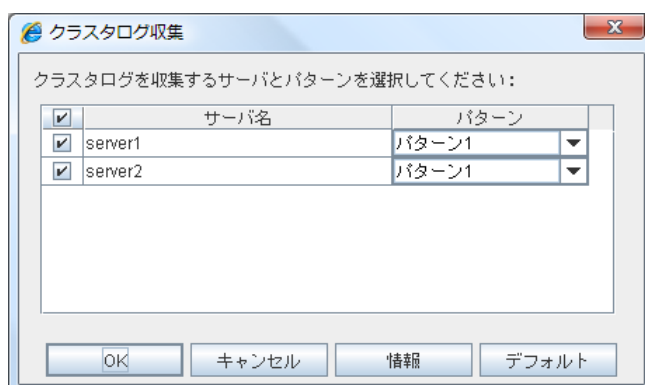 クラスタログ収集
クラスタログを収集するサーバとパターンを選択してください:
サーバ名 パターン
server1 パターン1
server2 パターン1
OK キャンセル 情報 デフォルト